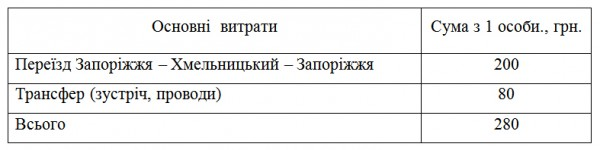 Основні витрати Сума з 1 особи., грн.
Переїзд Запоріжжя – Хмельницький – Запоріжжя 200
Трансфер (зустріч, проводи) 80
Всього 280